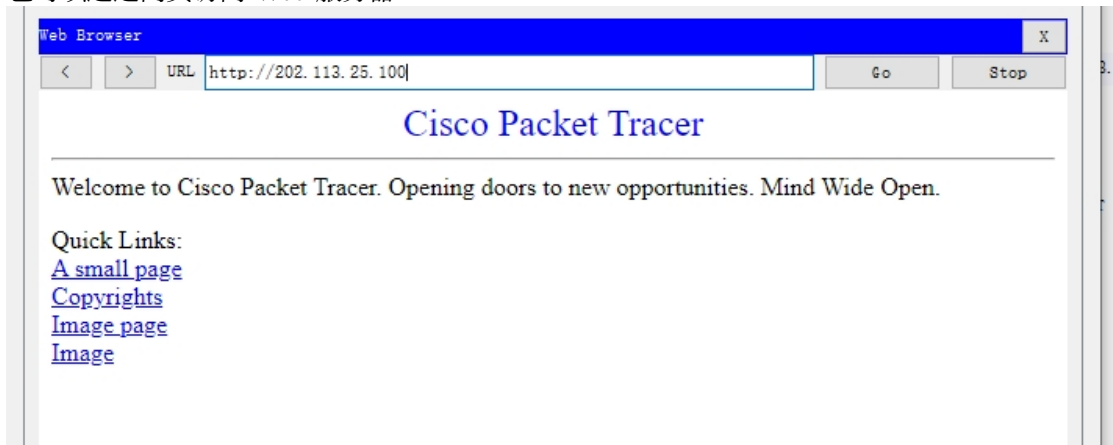 Web Browser X
< > URL http://202.113.25.100 Go Stop
Cisco Packet Tracer
Welcome to Cisco Packet Tracer. Opening doors to new opportunities. Mind Wide Open.
Quick Links:
A small page
Copyrights
Image page
Image